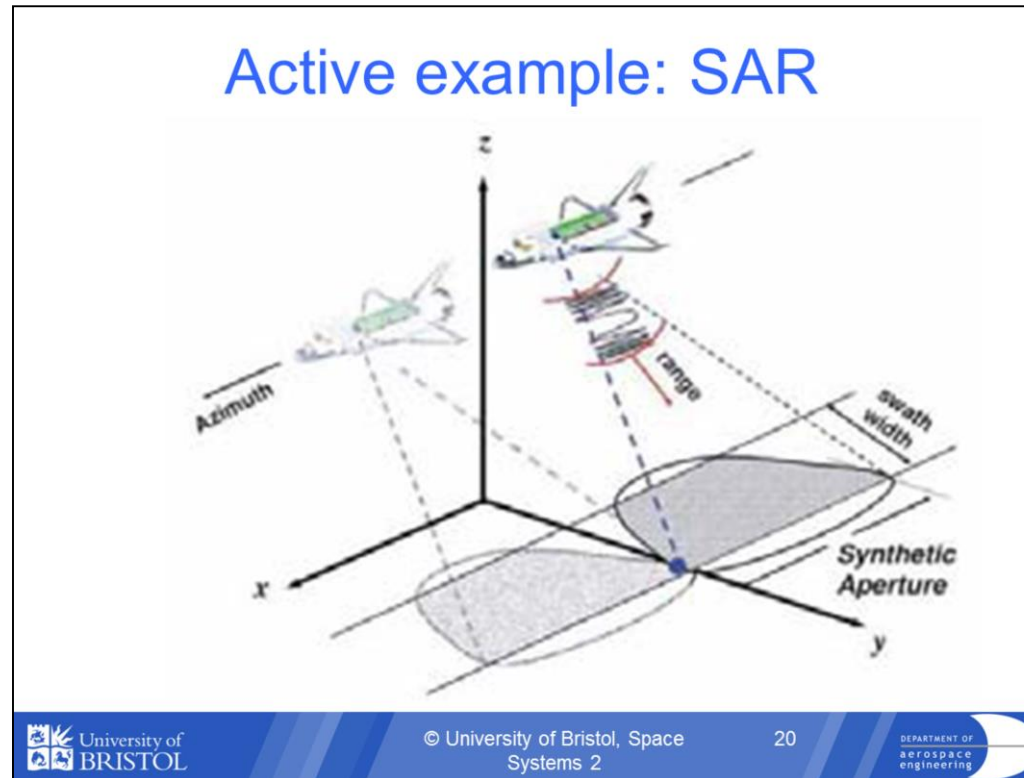 Active example: SAR
z
range
swath
width
Azimuth
Synthetic
Aperture
x
y
University of
BRISTOL
© University of Bristol, Space
Systems 2
20
DEPARTMENT OF
aerospace
engineering